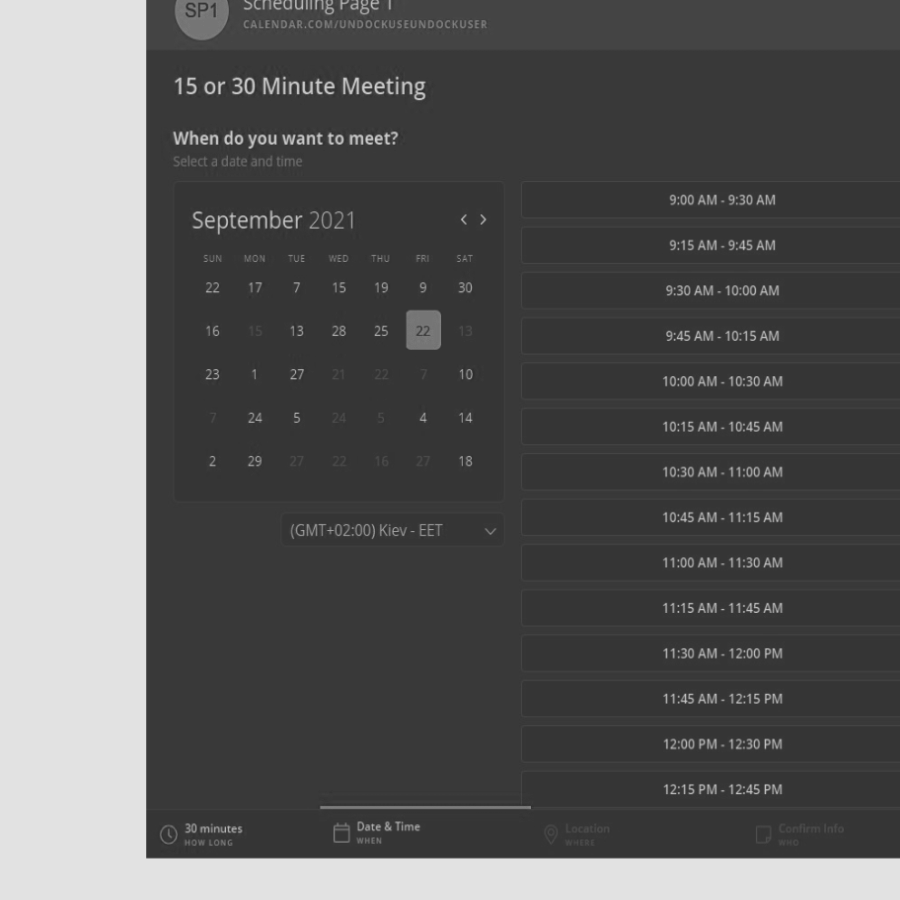 SP1
Scheduling Page 1
CALENDAR.COM/UNDOCKUSEUNDOCKUSER
15 or 30 Minute Meeting
When do you want to meet?
Select a date and time
September 2021
SUN MON TUE WED THU FRI SAT
22 17 7 15 19 9 30
16 15 13 28 25 22 13
23 1 27 21 22 7 10
7 24 5 24 5 4 14
2 29 27 22 16 27 18
(GMT+02:00) Kiev - EET
9:00 AM - 9:30 AM
9:15 AM - 9:45 AM
9:30 AM - 10:00 AM
9:45 AM - 10:15 AM
10:00 AM - 10:30 AM
10:15 AM - 10:45 AM
10:30 AM - 11:00 AM
10:45 AM - 11:15 AM
11:00 AM - 11:30 AM
11:15 AM - 11:45 AM
11:30 AM - 12:00 PM
11:45 AM - 12:15 PM
12:00 PM - 12:30 PM
12:15 PM - 12:45 PM
30 minutes
HOW LONG
Date & Time
WHEN
Location
WHERE
Confirm Info
WHO